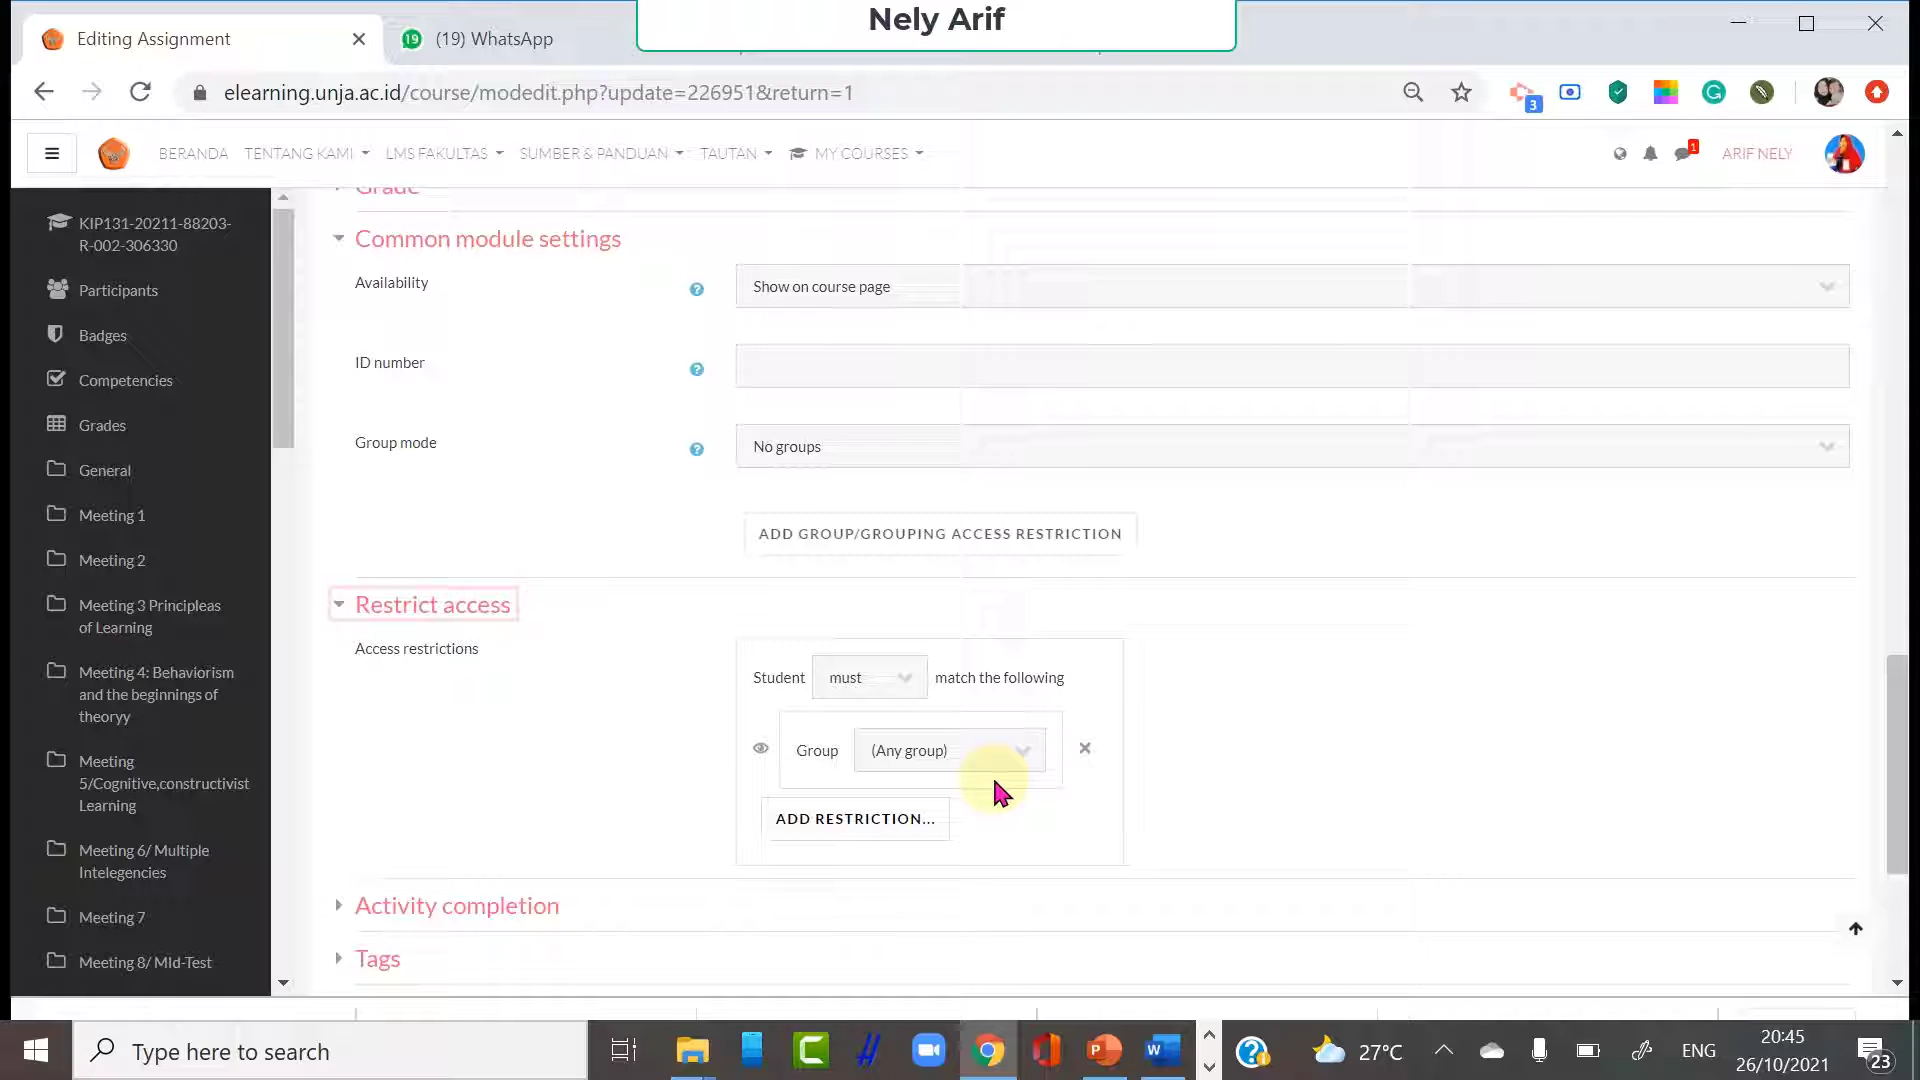 Nely Arif
Editing Assignment
19
(19) WhatsApp
elearning.unja.ac.id/course/modedit.php?update=226951&return=1
3
BERANDA TENTANG KAMI LMS FAKULTAS SUMBER & PANDUAN TAUTAN MY COURSES
1
ARIF NELY
KIP131-20211-88203-
R-002-306330
Participants
Badges
Competencies
Grades
General
Meeting 1
Meeting 2
Meeting 3 Principleas
of Learning
Meeting 4: Behaviorism
and the beginnings of
theoryy
Meeting
5/Cognitive,constructivist
Learning
Meeting 6/ Multiple
Intelegencies
Meeting 7
Meeting 8/ MId-Test
Grade
Common module settings
Availability
Show on course page
ID number
Group mode
No groups
ADD GROUP/GROUPING ACCESS RESTRICTION
Restrict access
Access restrictions
Student must match the following
Group (Any group)
ADD RESTRICTION...
Activity completion
Tags
Type here to search
27°C
ENG
20:45
26/10/2021
23